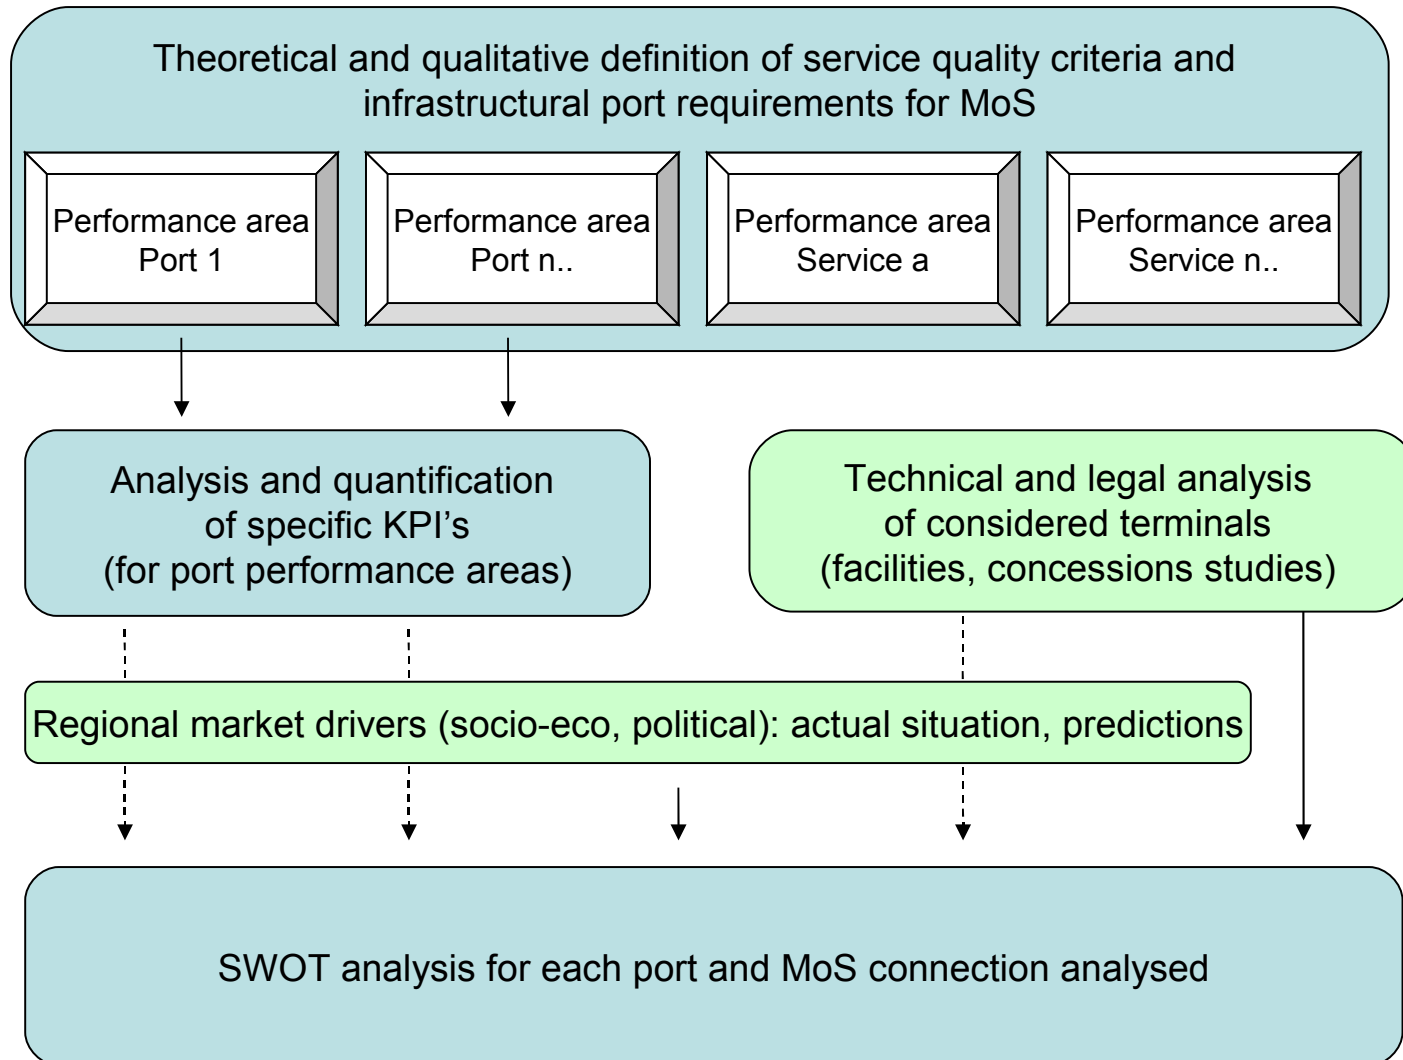 Theoretical and qualitative definition of service quality criteria and
infrastructural port requirements for MoS
Performance area
Port 1
Performance area
Port n..
Performance area
Service a
Performance area
Service n..
Analysis and quantification
of specific KPI’s
(for port performance areas)
Technical and legal analysis
of considered terminals
(facilities, concessions studies)
Regional market drivers (socio-eco, political): actual situation, predictions
SWOT analysis for each port and MoS connection analysed